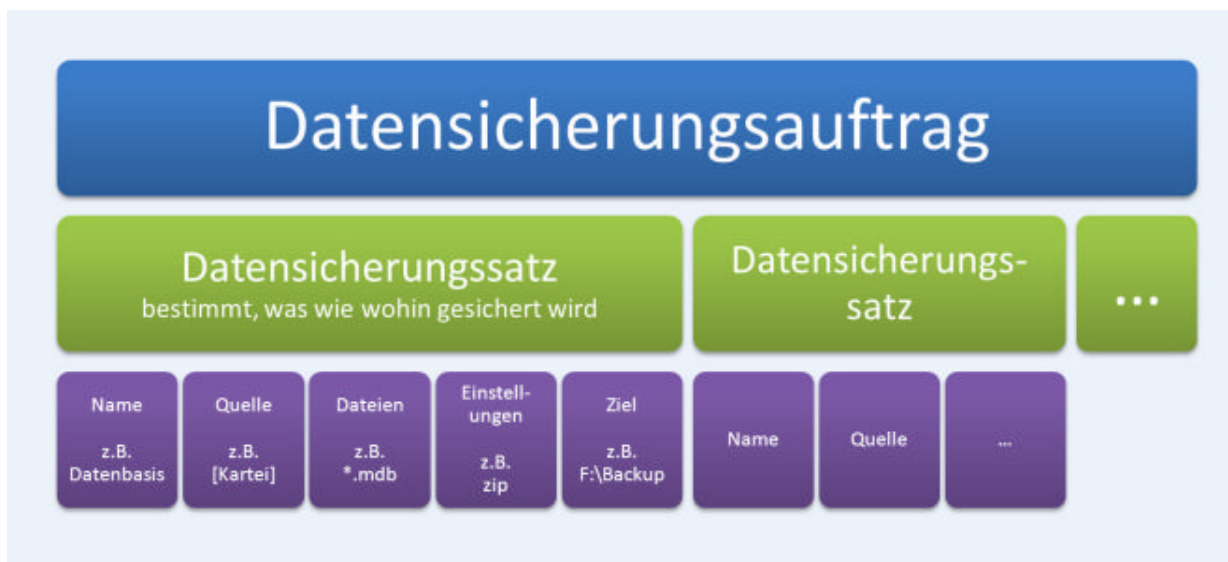 Datensicherungsauftrag
Datensicherungssatz
bestimmt, was wie wohin gesichert wird
Datensicherungs-
satz
...
Name
z.B.
Datenbasis
Quelle
z.B.
[Kartei]
Dateien
z.B.
*.mdb
Einstell-
ungen
z.B.
zip
Ziel
z.B.
F:\Backup
Name
Quelle
...